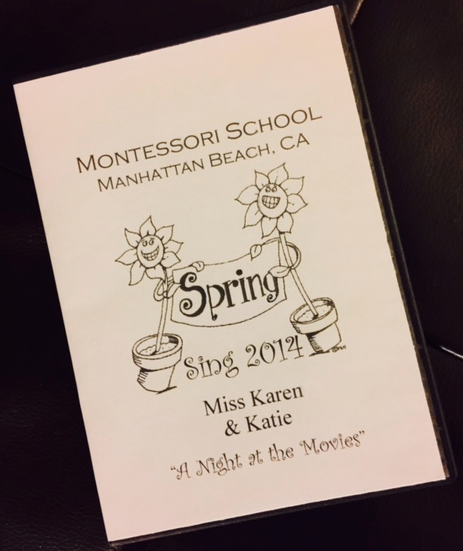 MONTESSORI SCHOOL
MANHATTAN BEACH, CA
Spring
Sing 2014
Miss Karen
& Katie
"A Night at the Movies"